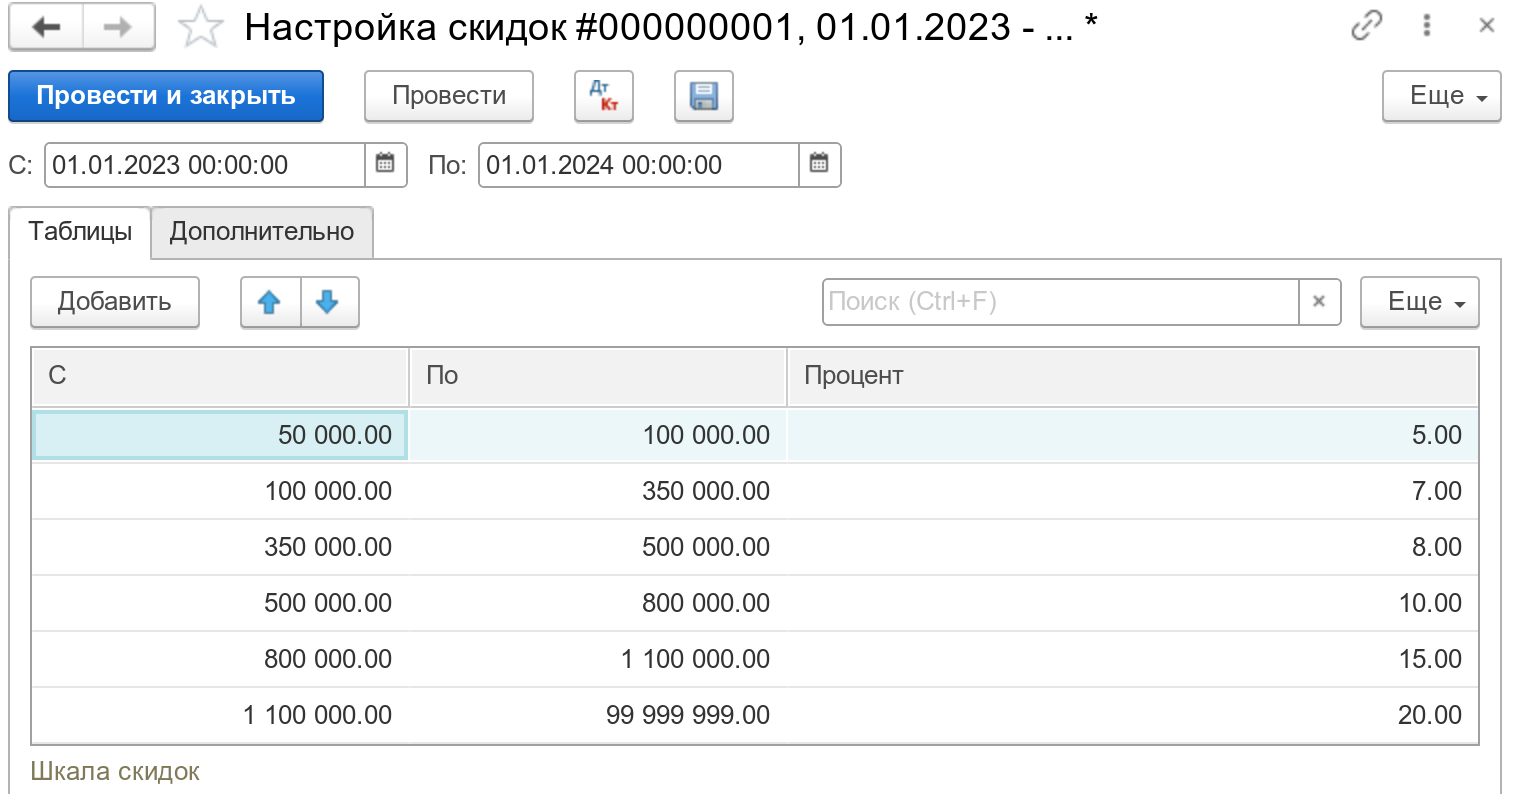 Настройка скидок #000000001, 01.01.2023 - ... *
Провести и закрыть Провести Дт Кт Еще
С: 01.01.2023 00:00:00 По: 01.01.2024 00:00:00
Таблицы Дополнительно
Добавить Поиск (Ctrl+F) × Еще
С По Процент
50 000.00 100 000.00 5.00
100 000.00 350 000.00 7.00
350 000.00 500 000.00 8.00
500 000.00 800 000.00 10.00
800 000.00 1 100 000.00 15.00
1 100 000.00 99 999 999.00 20.00
Шкала скидок